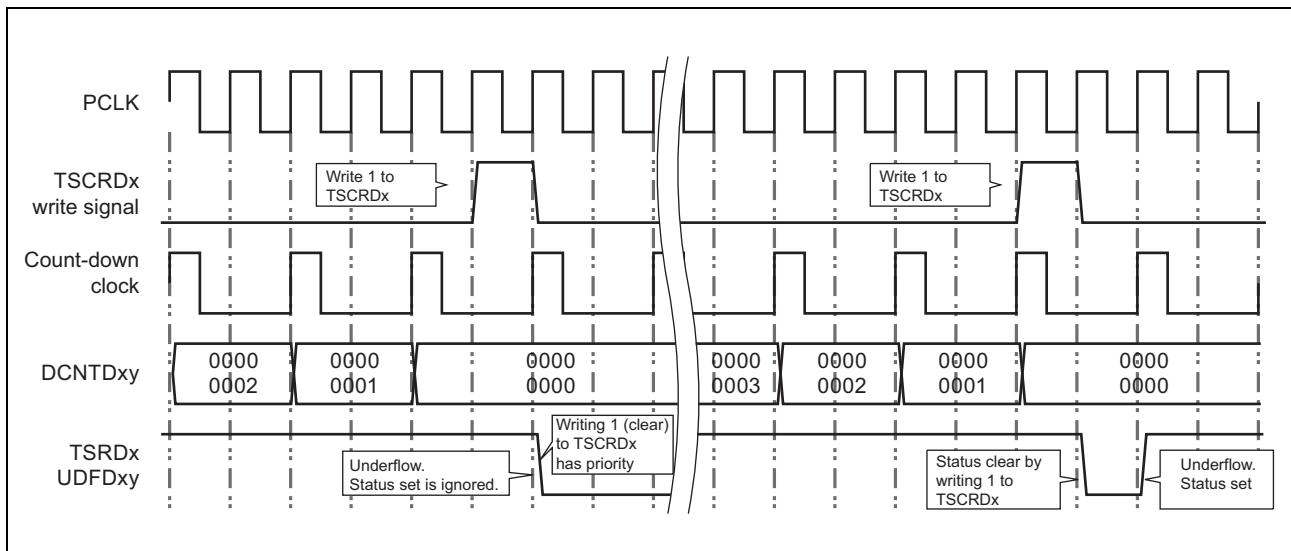 PCLK
TSCRDx
write signal
Write 1 to
TSCRDx
Write 1 to
TSCRDx
Count-down
clock
DCNTDxy
0000
0002
0000
0001
0000
0000
0000
0003
0000
0002
0000
0001
0000
0000
TSRDx
UDFDxy
Underflow.
Status set is ignored.
Writing 1 (clear)
to TSCRDx
has priority
Status clear by
writing 1 to
TSCRDx
Underflow.
Status set